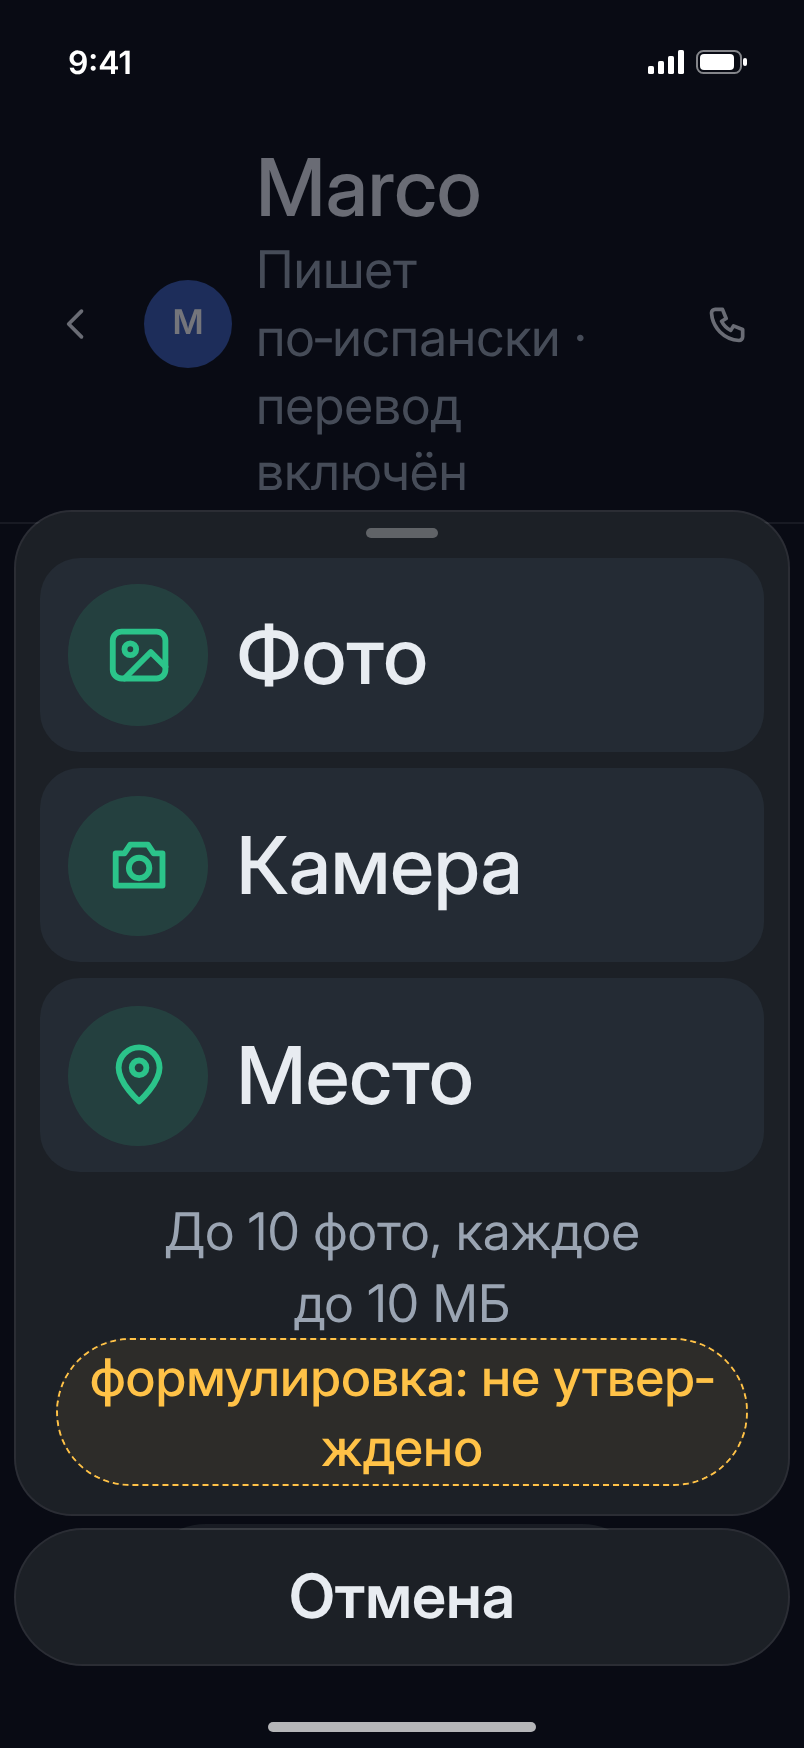 9:41
Marco
Пишет
по-испански ·
перевод
включён
M
Фото
Камера
Место
До 10 фото, каждое
до 10 МБ
формулировка: не утвер-
ждено
Отмена